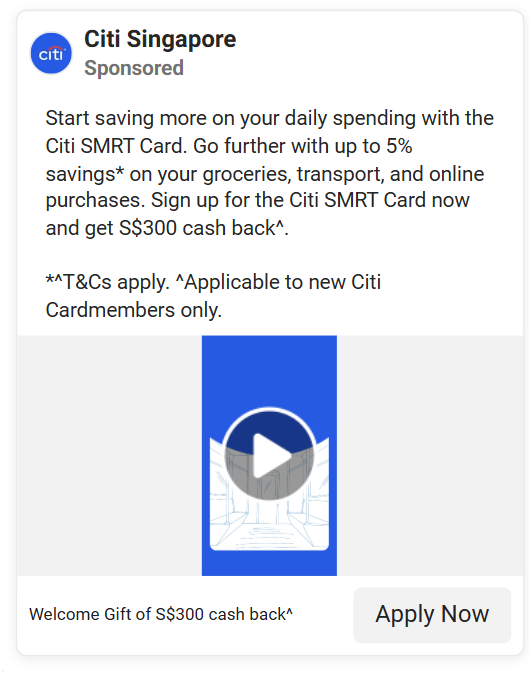 citi
Citi Singapore
Sponsored
Start saving more on your daily spending with the
Citi SMRT Card. Go further with up to 5%
savings* on your groceries, transport, and online
purchases. Sign up for the Citi SMRT Card now
and get S$300 cash back^.
*^T&Cs apply. ^Applicable to new Citi
Cardmembers only.
Welcome Gift of S$300 cash back^
Apply Now